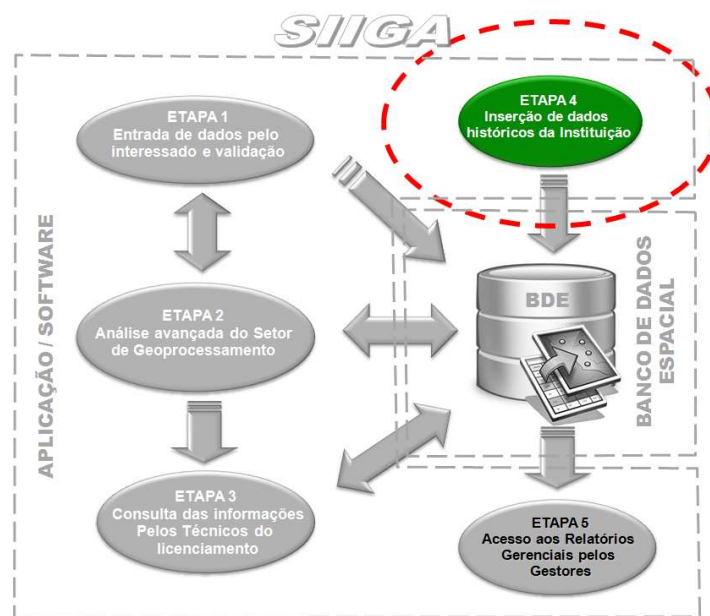 SIIGA
ETAPA 1
Entrada de dados pelo
interessado e validação
ETAPA 4
Inserção de dados
históricos da Instituição
APLICAÇÃO / SOFTWARE
ETAPA 2
Análise avançada do Setor
de Geoprocessamento
BDE
BANCO DE DADOS
ESPACIAL
ETAPA 3
Consulta das informações
Pelos Técnicos do
licenciamento
ETAPA 5
Acesso aos Relatórios
Gerenciais pelos
Gestores